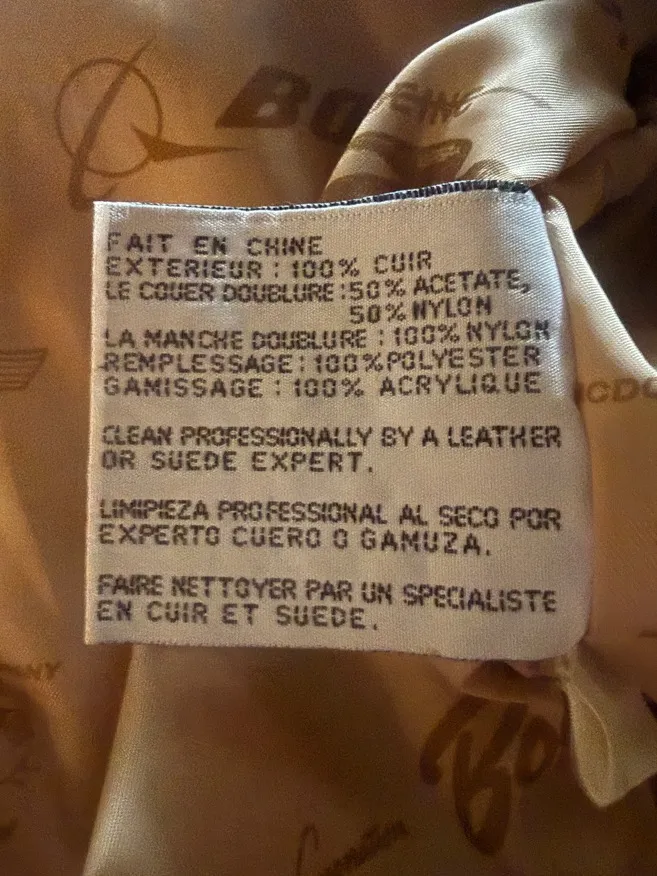 BOEING
BOEING
FAIT EN CHINE
EXTERIEUR : 100% CUIR
LE COUER DOUBLURE :50% ACETATE,
50% NYLON
LA MANCHE DOUBLURE : 100% NYLON
REMPLESSAGE : 100% POLYESTER
GAMISSAGE : 100% ACRYLIQUE
CLEAN PROFESSIONALLY BY A LEATHER
OR SUEDE EXPERT.
LIMIPIEZA PROFESSIONAL AL SECO POR
EXPERTO CUERO O GAMUZA.
FAIRE NETTOYER PAR UN SPECIALISTE
EN CUIR ET SUEDE.